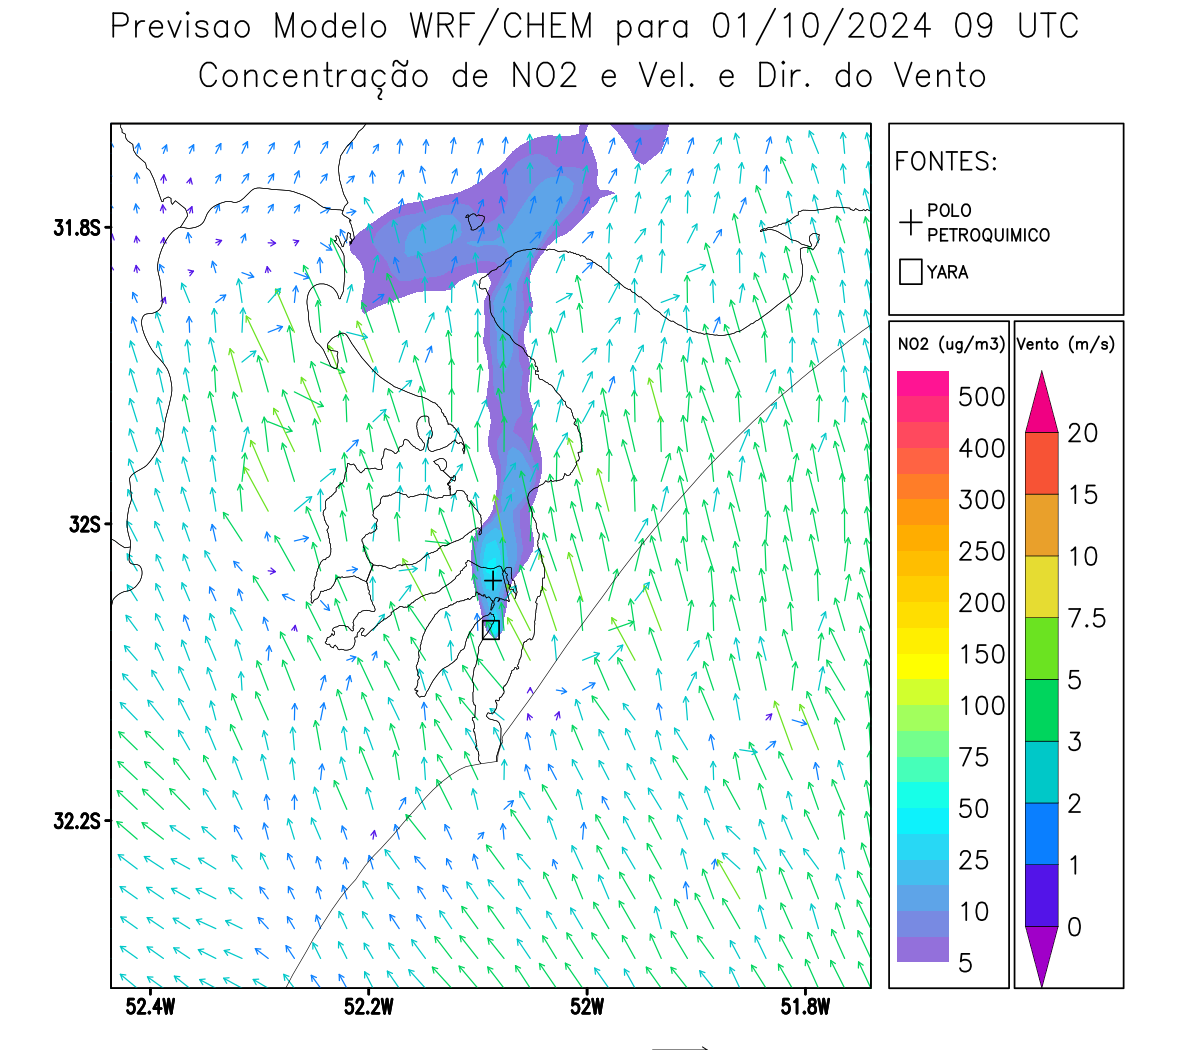 Previsao Modelo WRF/CHEM para 01/10/2024 09 UTC
Concentração de NO2 e Vel. e Dir. do Vento
FONTES:
POLO
PETROQUIMICO
YARA
NO2 (ug/m3)
500
400
300
250
200
150
100
75
50
25
10
5
Vento (m/s)
20
15
10
7.5
5
3
2
1
0
31.8S
32S
32.2S
52.4W
52.2W
52W
51.8W